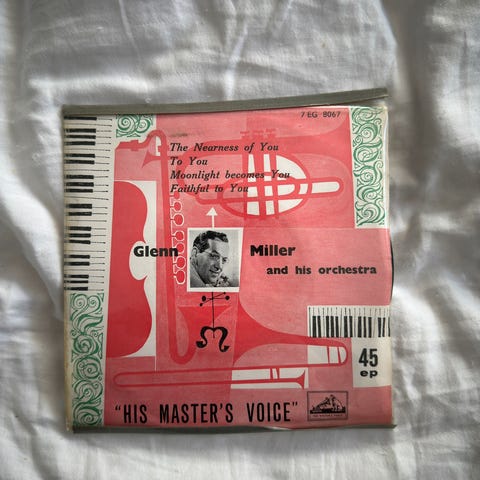 7 EG 8067
The Nearness of You
To You
Moonlight becomes You
Faithful to You
Glenn Miller
and his orchestra
45
ep
"HIS MASTER'S VOICE"